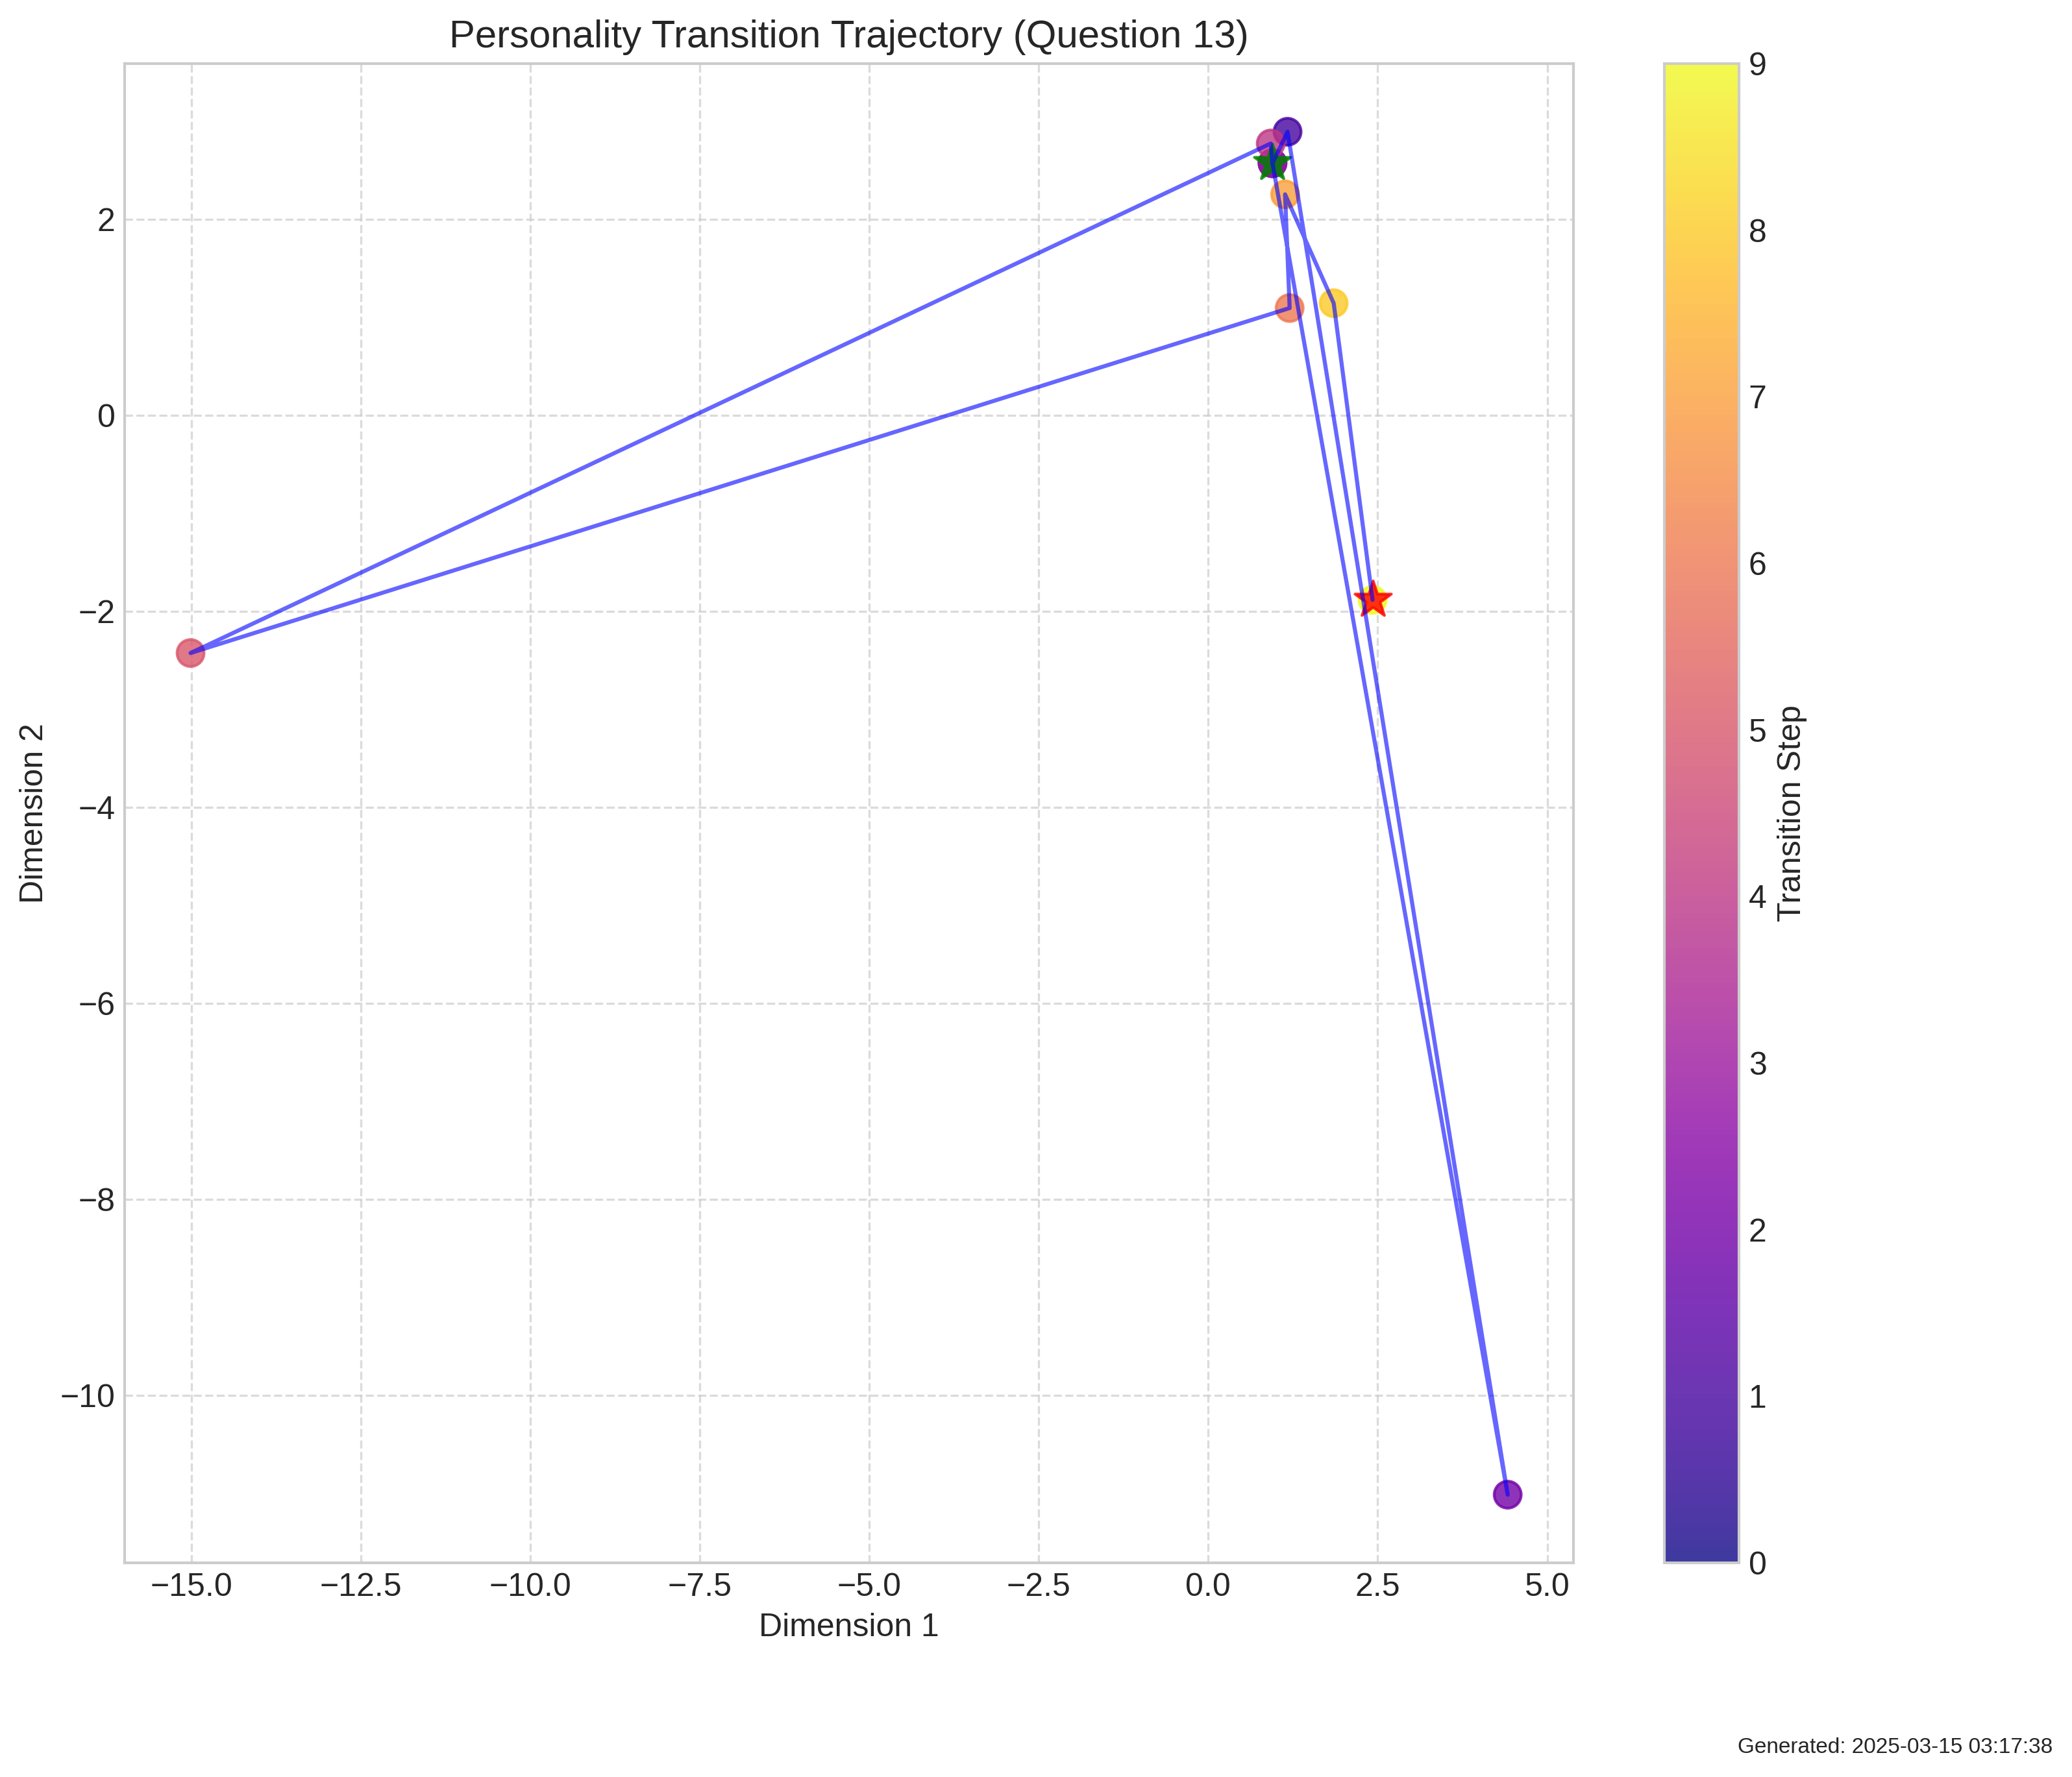 Personality Transition Trajectory (Question 13)
2
0
−2
−4
−6
−8
−10
Dimension 2
−15.0 −12.5 −10.0 −7.5 −5.0 −2.5 0.0 2.5 5.0
Dimension 1
9
8
7
6
5
4
3
2
1
0
Transition Step
Generated: 2025-03-15 03:17:38